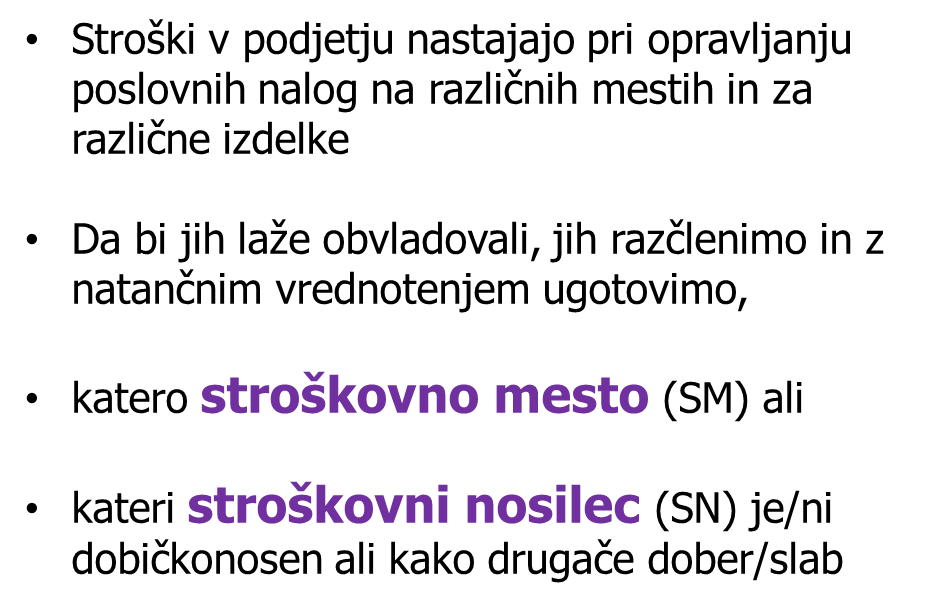 • Stroški v podjetju nastajajo pri opravljanju
poslovnih nalog na različnih mestih in za
različne izdelke
• Da bi jih laže obvladovali, jih razčlenimo in z
natančnim vrednotenjem ugotovimo,
• katero stroškovno mesto (SM) ali
• kateri stroškovni nosilec (SN) je/ni
dobičkonosen ali kako drugače dober/slab